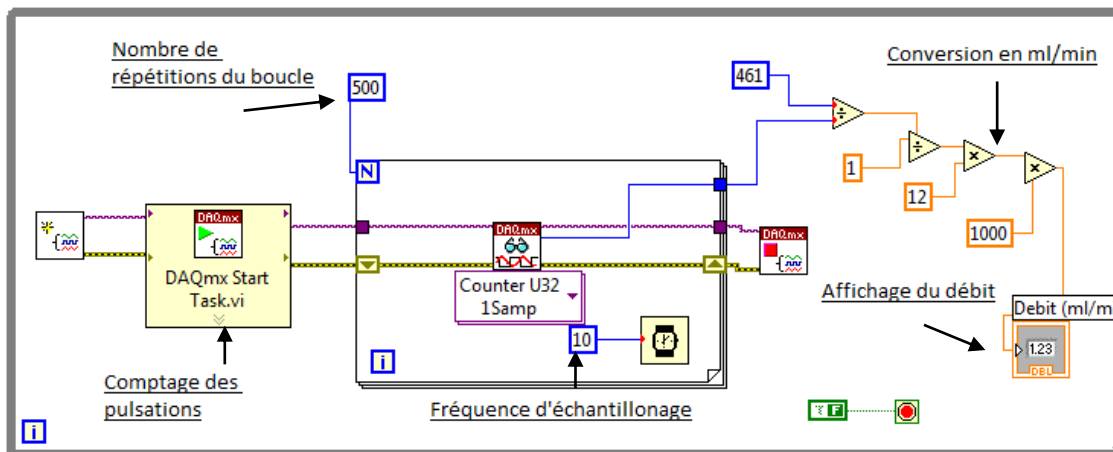 Nombre de
répétitions du boucle
500
N
461
Conversion en ml/min
1
12
1000
DAQmx
DAQmx Start
Task.vi
DAQmx
Counter U32
1Samp
10
i
DAQmx
Affichage du débit
Debit (ml/m
1.23
DBL
Comptage des
pulsations
Fréquence d'échantillonage
F
i